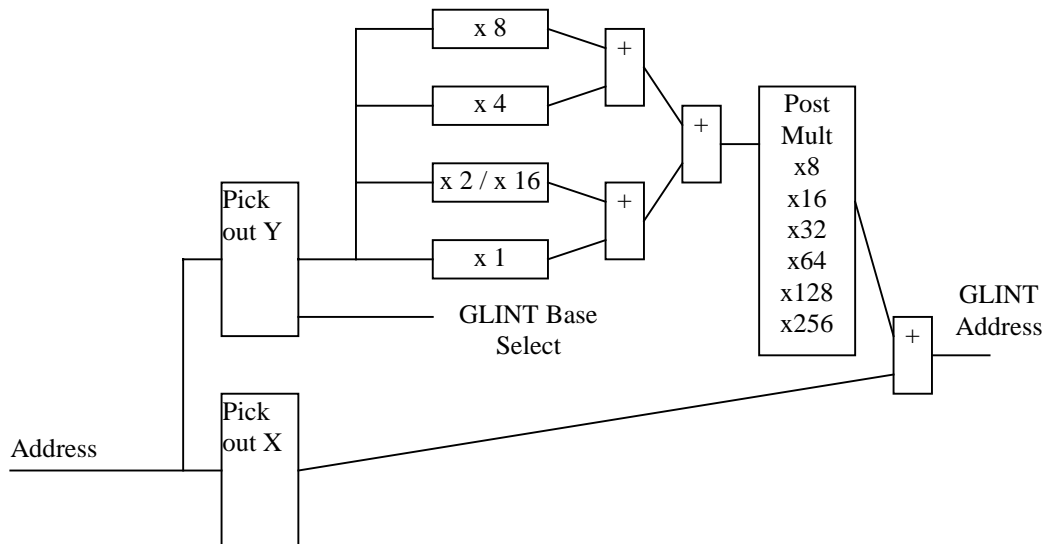 x 8
+
x 4
+
Post
Mult
x8
x16
x32
x64
x128
x256
x 2 / x 16
+
Pick
out Y
x 1
GLINT Base
Select
GLINT
Address
+
Pick
out X
Address